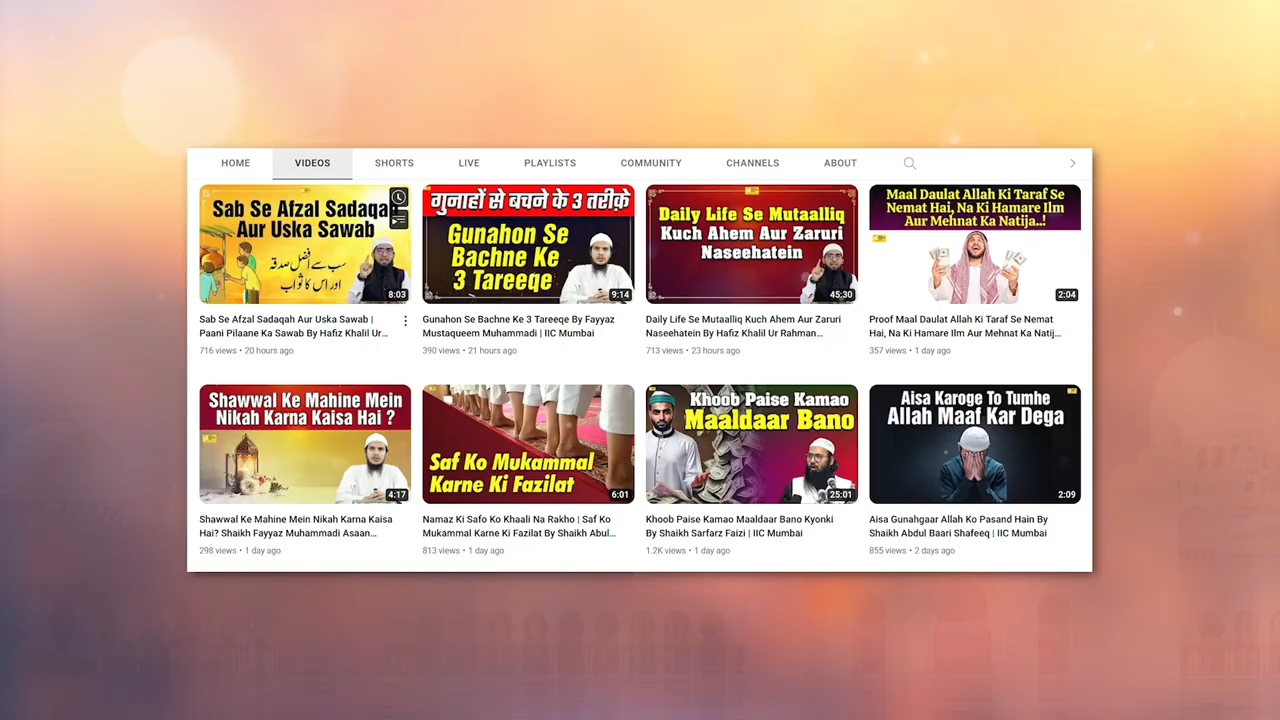 HOME VIDEOS SHORTS LIVE PLAYLISTS COMMUNITY CHANNELS ABOUT
Sab Se Afzal Sadaqa
Aur Uska Sawab
سب سے افضل صدقہ
اور اس کا ثواب
8:03
गुनाहों से बचने के 3 तरीक़े
Gunahon Se
Bachne Ke
3 Tareeqe
9:14
Daily Life Se Mutaalliq
Kuch Ahem Aur Zaruri
Naseehatein
45:30
Maal Daulat Allah Ki Taraf Se
Nemat Hai, Na Ki Hamare Ilm
Aur Mehnat Ka Natija..!
2:04
Sab Se Afzal Sadaqah Aur Uska Sawab |
Paani Pilaane Ka Sawab By Hafiz Khalil Ur...
716 views • 20 hours ago
Gunahon Se Bachne Ke 3 Tareeqe By Fayyaz
Mustaqueem Muhammadi | IIC Mumbai
390 views • 21 hours ago
Daily Life Se Mutaalliq Kuch Ahem Aur Zaruri
Naseehatein By Hafiz Khalil Ur Rahman...
713 views • 23 hours ago
Proof Maal Daulat Allah Ki Taraf Se Nemat
Hai, Na Ki Hamare Ilm Aur Mehnat Ka Natij...
357 views • 1 day ago
Shawwal Ke Mahine Mein
Nikah Karna Kaisa Hai ?
4:17
Saf Ko Mukammal
Karne Ki Fazilat
6:01
Khoob Paise Kamao
Maaldaar Bano
25:01
Aisa Karoge To Tumhe
Allah Maaf Kar Dega
2:09
Shawwal Ke Mahine Mein Nikah Karna Kaisa
Hai? Shaikh Fayyaz Muhammadi Asaan...
298 views • 1 day ago
Namaz Ki Safo Ko Khaali Na Rakho | Saf Ko
Mukammal Karne Ki Fazilat By Shaikh Abul...
813 views • 1 day ago
Khoob Paise Kamao Maaldaar Bano Kyonki
By Shaikh Sarfarz Faizi | IIC Mumbai
1.2K views • 1 day ago
Aisa Gunahgaar Allah Ko Pasand Hain By
Shaikh Abdul Baari Shafeeq | IIC Mumbai
855 views • 2 days ago